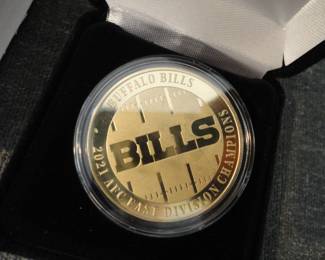 BUFFALO BILLS
BILLS
2021 AFC EAST DIVISION CHAMPIONS